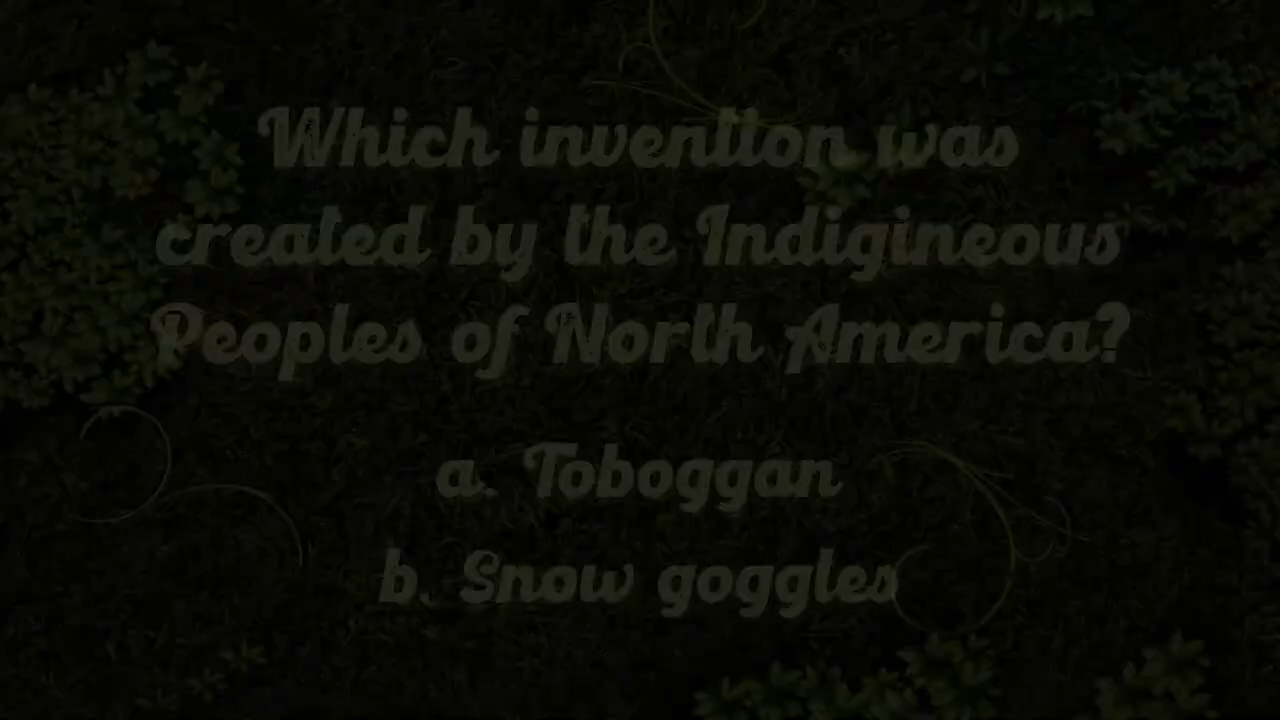 Which invention was
created by the Indigineous
Peoples of North America?
a. Toboggan
b. Snow goggles